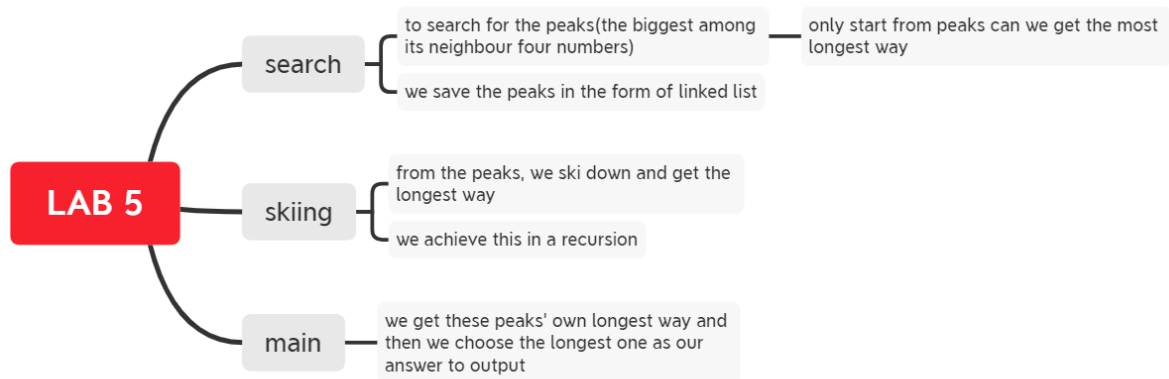 LAB 5
search
to search for the peaks(the biggest among
its neighbour four numbers)
only start from peaks can we get the most
longest way
we save the peaks in the form of linked list
skiing
from the peaks, we ski down and get the
longest way
we achieve this in a recursion
main
we get these peaks' own longest way and
then we choose the longest one as our
answer to output